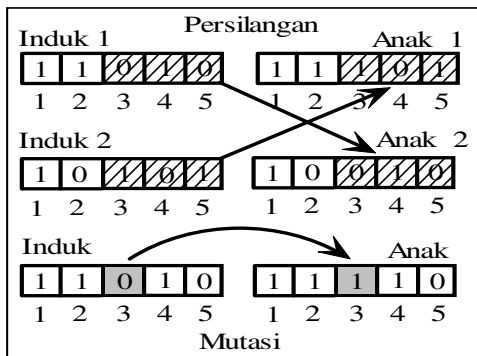 Persilangan
Induk 1 Anak 1
1 1 0 1 0 1 1 1 0 1
1 2 3 4 5 1 2 3 4 5
Induk 2 Anak 2
1 0 1 0 1 1 0 0 1 0
1 2 3 4 5 1 2 3 4 5
Induk Anak
1 1 0 1 0 1 1 1 1 0
1 2 3 4 5 1 2 3 4 5
Mutasi